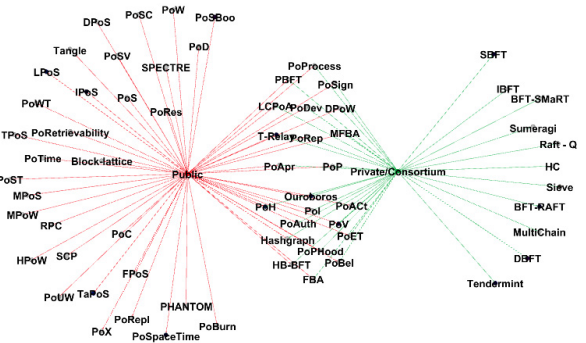 PoW
PoSC
PoSBoo
DPoS
PoD
Tangle
PoSV
SPECTRE
LPoS
IPoS
PoS
PoRes
PoWT
TPoS
PoRetrievability
PoTime
Block-lattice
PoST
MPoS
MPoW
RPC
PoC
HPoW
SCP
FPoS
PoUW
TaPoS
PHANTOM
PoRepl
PoX
PoSpaceTime
PoBurn
Public
PoProcess
PBFT
PoSign
LCPoA
PoDev
DPoW
T-Relay
PoRep
MFBA
PoApr
PoP
Ouroboros
PoH
PoI
PoACt
PoAuth
PoV
Hashgraph
PoET
PoPHood
HB-BFT
PoBel
FBA
Private/Consortium
SBFT
IBFT
BFT-SMaRT
Sumeragi
Raft - Q
HC
Sieve
BFT-RAFT
MultiChain
DBFT
Tendermint